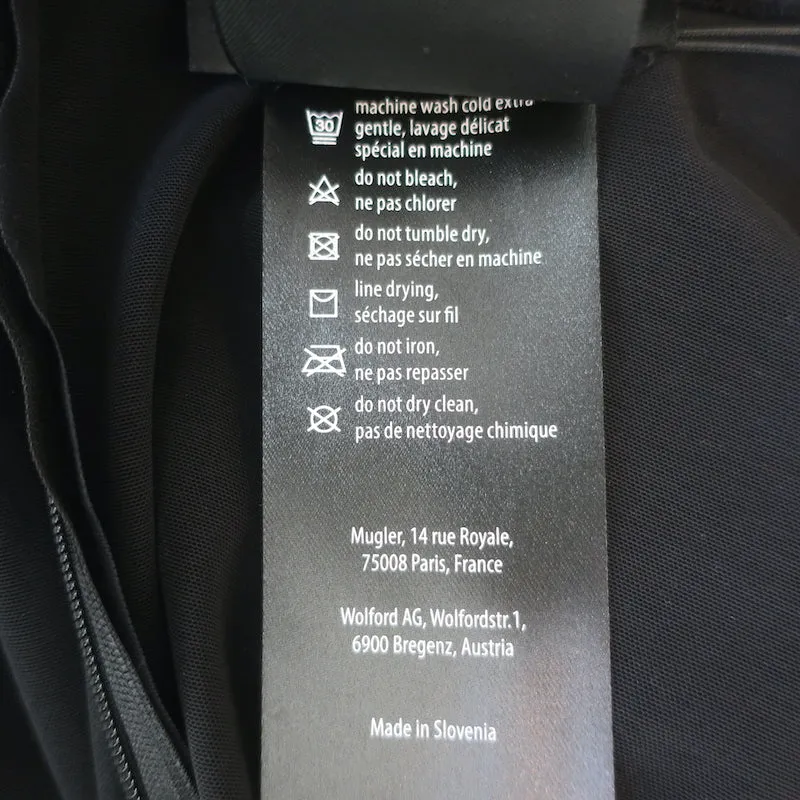 machine wash cold extra
30
gentle, lavage délicat
spécial en machine
do not bleach,
ne pas chlorer
do not tumble dry,
ne pas sécher en machine
line drying,
séchage sur fil
do not iron,
ne pas repasser
do not dry clean,
pas de nettoyage chimique
Mugler, 14 rue Royale,
75008 Paris, France
Wolford AG, Wolfordstr.1,
6900 Bregenz, Austria
Made in Slovenia